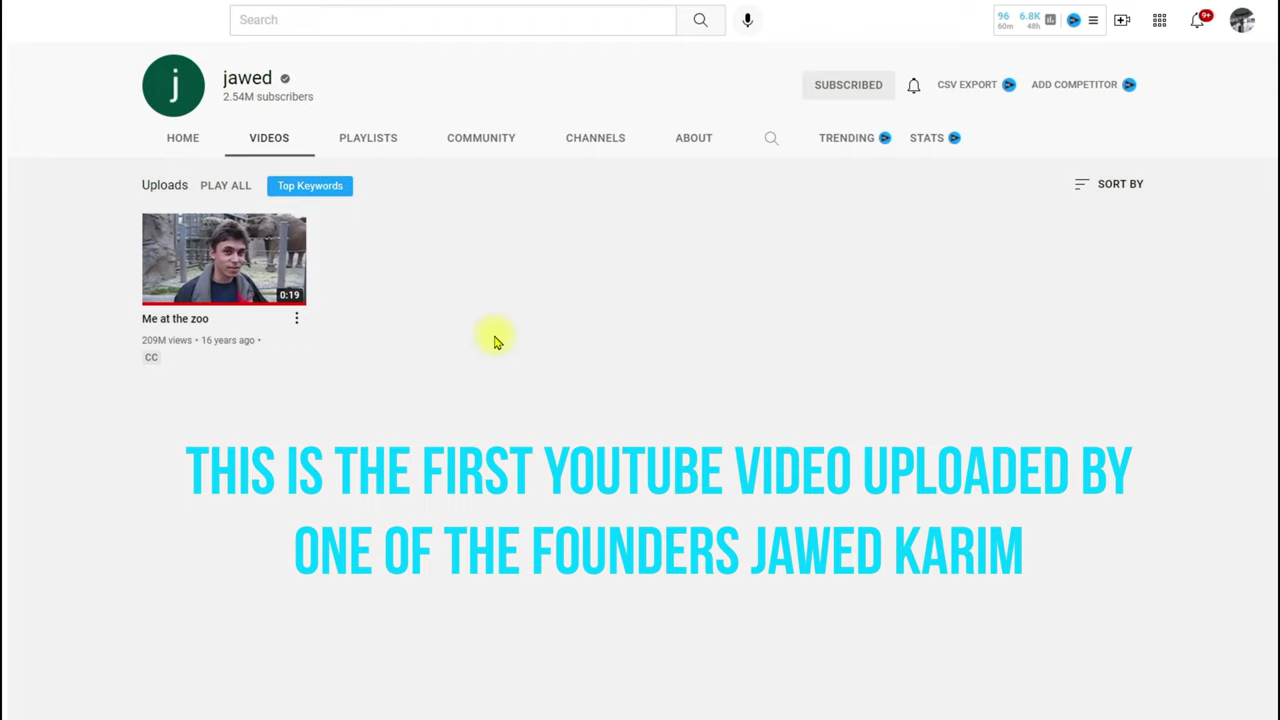 Search
96 6.8K
60m 48h
9+
j
jawed
2.54M subscribers
SUBSCRIBED
CSV EXPORT
ADD COMPETITOR
HOME
VIDEOS
PLAYLISTS
COMMUNITY
CHANNELS
ABOUT
TRENDING
STATS
Uploads
PLAY ALL
Top Keywords
SORT BY
0:19
Me at the zoo
209M views • 16 years ago •
CC
THIS IS THE FIRST YOUTUBE VIDEO UPLOADED BY
ONE OF THE FOUNDERS JAWED KARIM